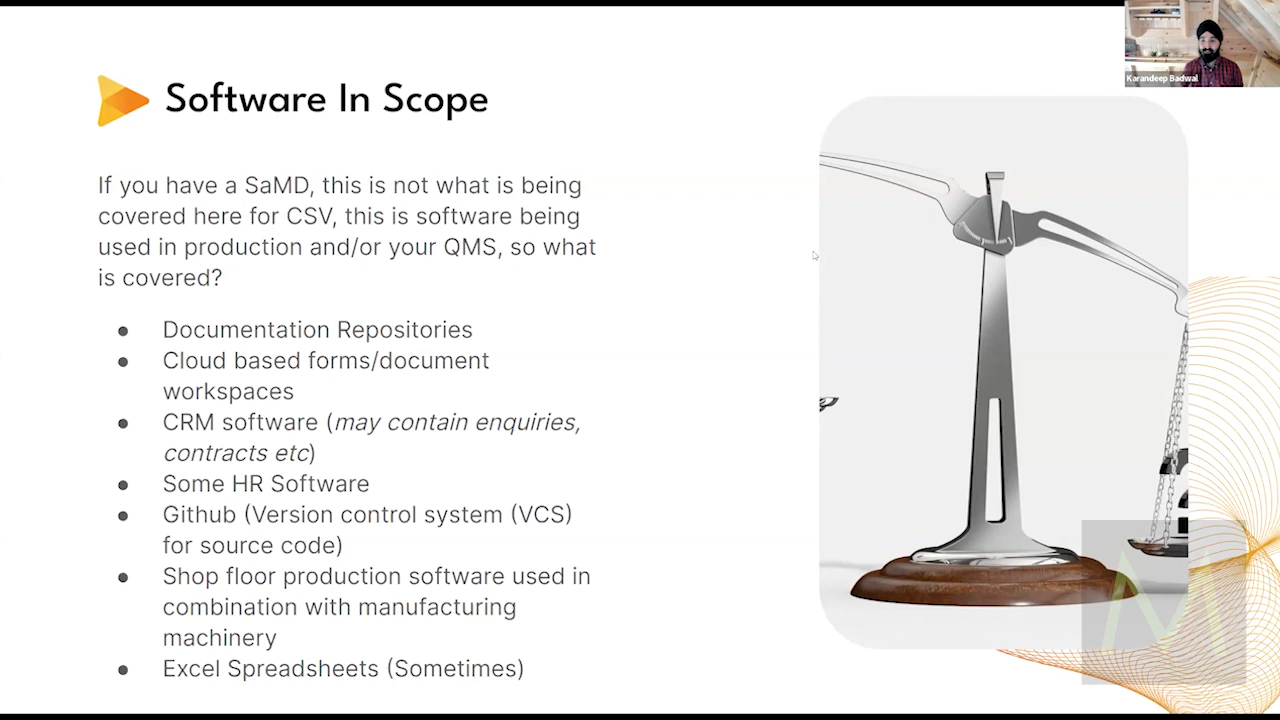 Karandeep Badwal
Software In Scope
If you have a SaMD, this is not what is being
covered here for CSV, this is software being
used in production and/or your QMS, so what
is covered?
● Documentation Repositories
● Cloud based forms/document
workspaces
● CRM software (may contain enquiries,
contracts etc)
● Some HR Software
● Github (Version control system (VCS)
for source code)
● Shop floor production software used in
combination with manufacturing
machinery
● Excel Spreadsheets (Sometimes)
M